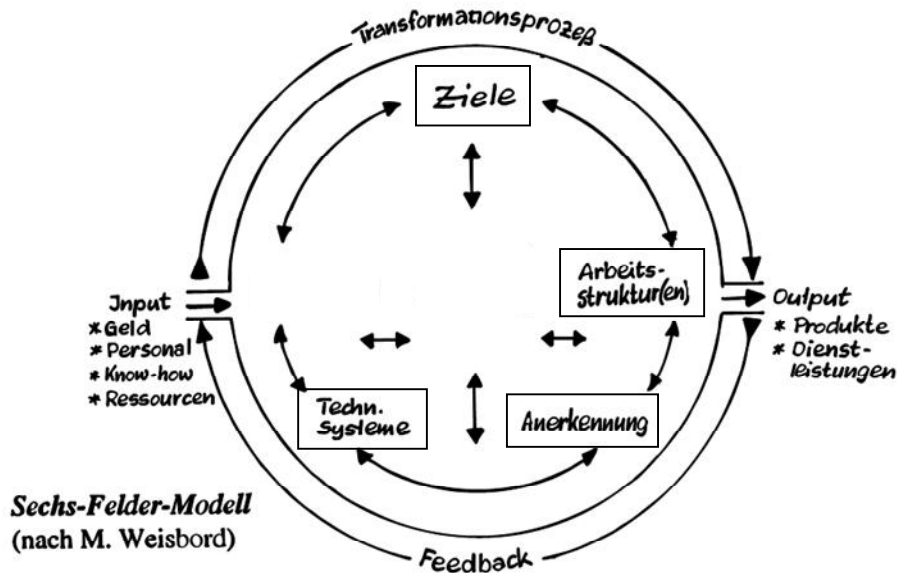 Transformationsprozeß
Ziele
Arbeits-
struktur(en)
Input
* Geld
* Personal
* Know-how
* Ressourcen
Output
* Produkte
* Dienst-
leistungen
Techn.
Systeme
Anerkennung
Sechs-Felder-Modell
(nach M. Weisbord)
Feedback